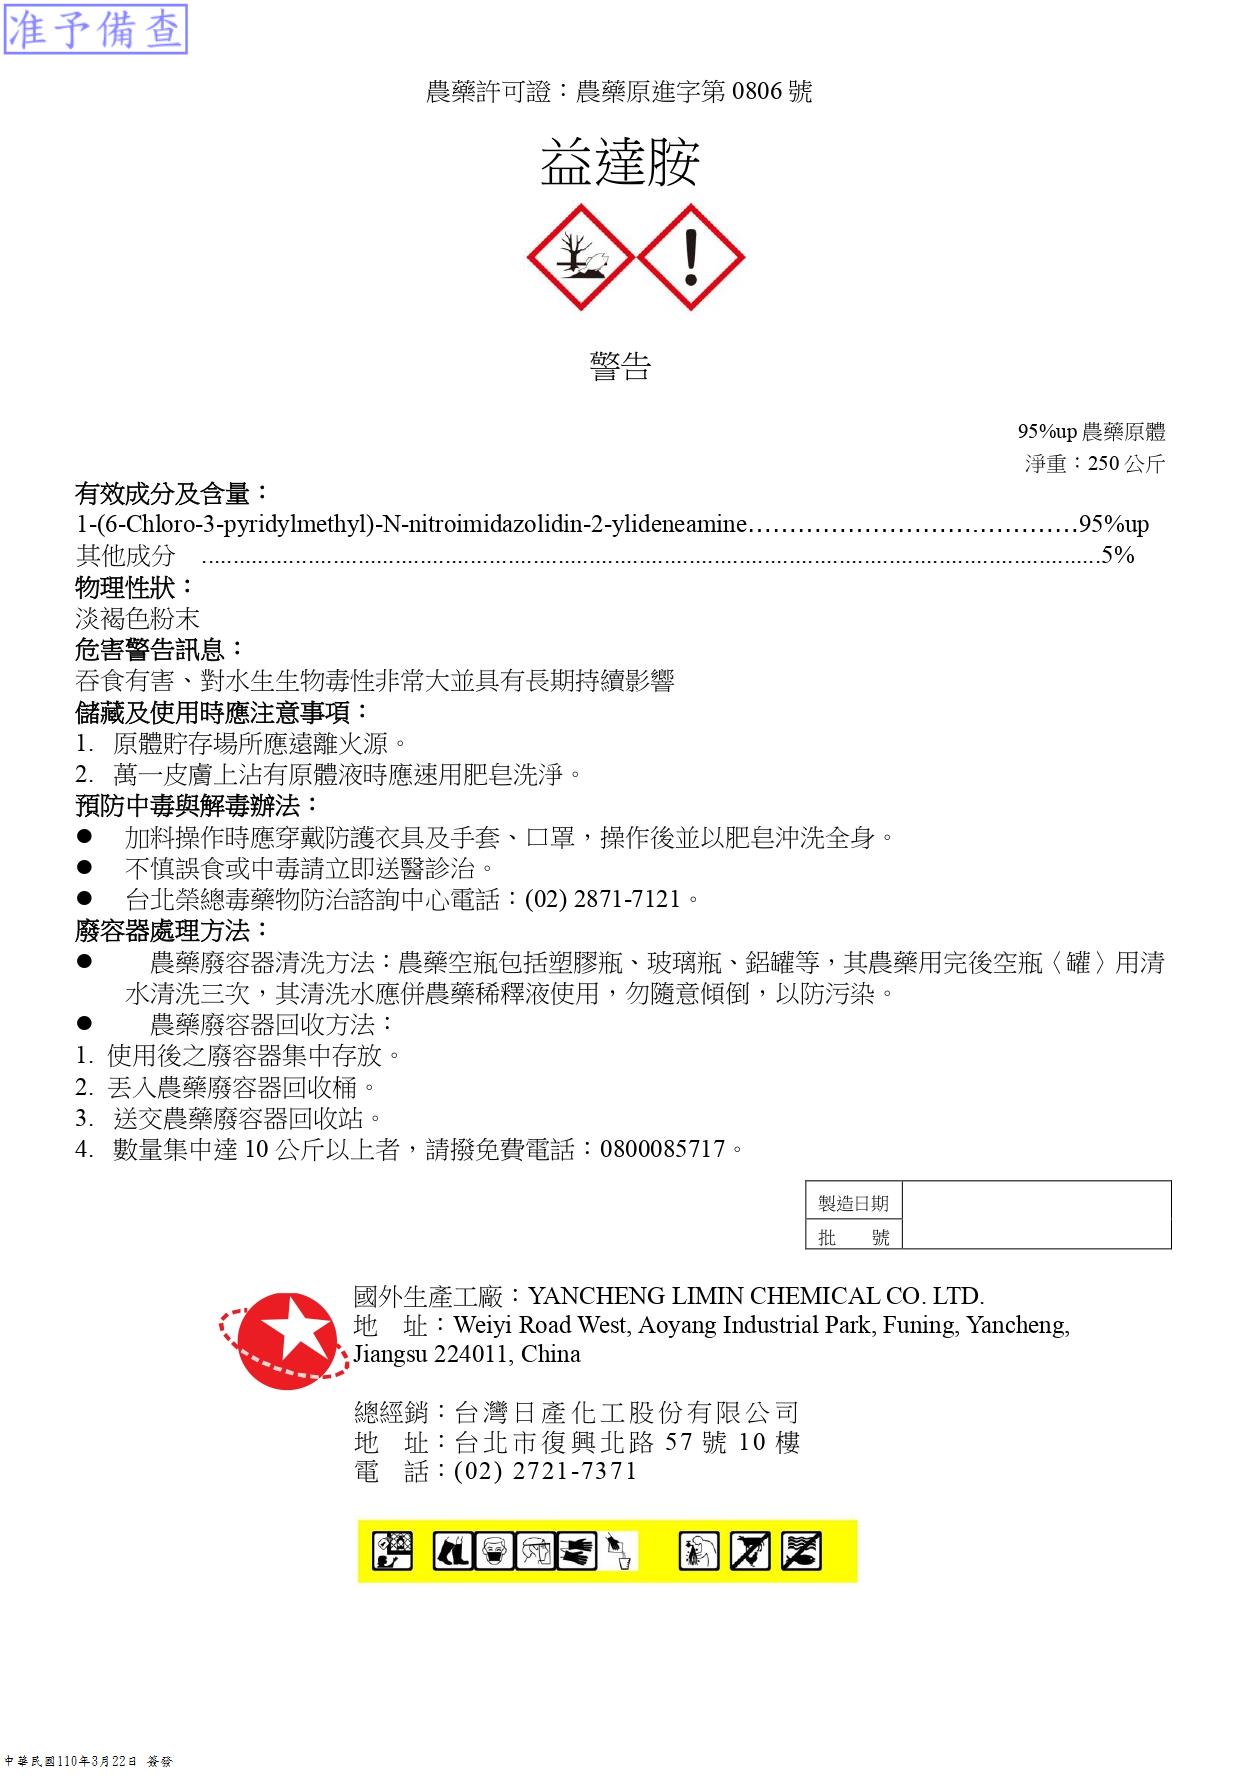 准予備查
農藥許可證：農藥原進字第 0806 號
益達胺
警告
95%up 農藥原體
淨重：250 公斤
有效成分及含量：
1-(6-Chloro-3-pyridylmethyl)-N-nitroimidazolidin-2-ylideneamine……………………………………95%up
其他成分 ..........................................................................................................................................................5%
物理性狀：
淡褐色粉末
危害警告訊息：
吞食有害、對水生生物毒性非常大並具有長期持續影響
儲藏及使用時應注意事項：
1. 原體貯存場所應遠離火源。
2. 萬一皮膚上沾有原體液時應速用肥皂洗淨。
預防中毒與解毒辦法：
● 加料操作時應穿戴防護衣具及手套、口罩，操作後並以肥皂沖洗全身。
● 不慎誤食或中毒請立即送醫診治。
● 台北榮總毒藥物防治諮詢中心電話：(02) 2871-7121。
廢容器處理方法：
● 農藥廢容器清洗方法：農藥空瓶包括塑膠瓶、玻璃瓶、鋁罐等，其農藥用完後空瓶〈罐〉用清
水清洗三次，其清洗水應併農藥稀釋液使用，勿隨意傾倒，以防污染。
● 農藥廢容器回收方法：
1. 使用後之廢容器集中存放。
2. 丟入農藥廢容器回收桶。
3. 送交農藥廢容器回收站。
4. 數量集中達 10 公斤以上者，請撥免費電話：0800085717。
製造日期
批 號
國外生產工廠：YANCHENG LIMIN CHEMICAL CO. LTD.
地 址：Weiyi Road West, Aoyang Industrial Park, Funing, Yancheng,
Jiangsu 224011, China
總經銷：台灣日產化工股份有限公司
地 址：台北市復興北路 57 號 10 樓
電 話：(02) 2721-7371
中華民國110年3月22日 簽發